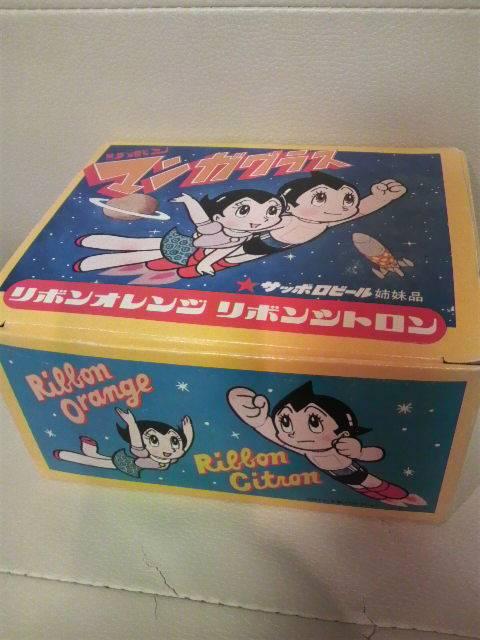 リボン
マンガグラス
サッポロビール姉妹品
リボンオレンジ リボンシトロン
Ribbon
Orange
Ribbon
Citron